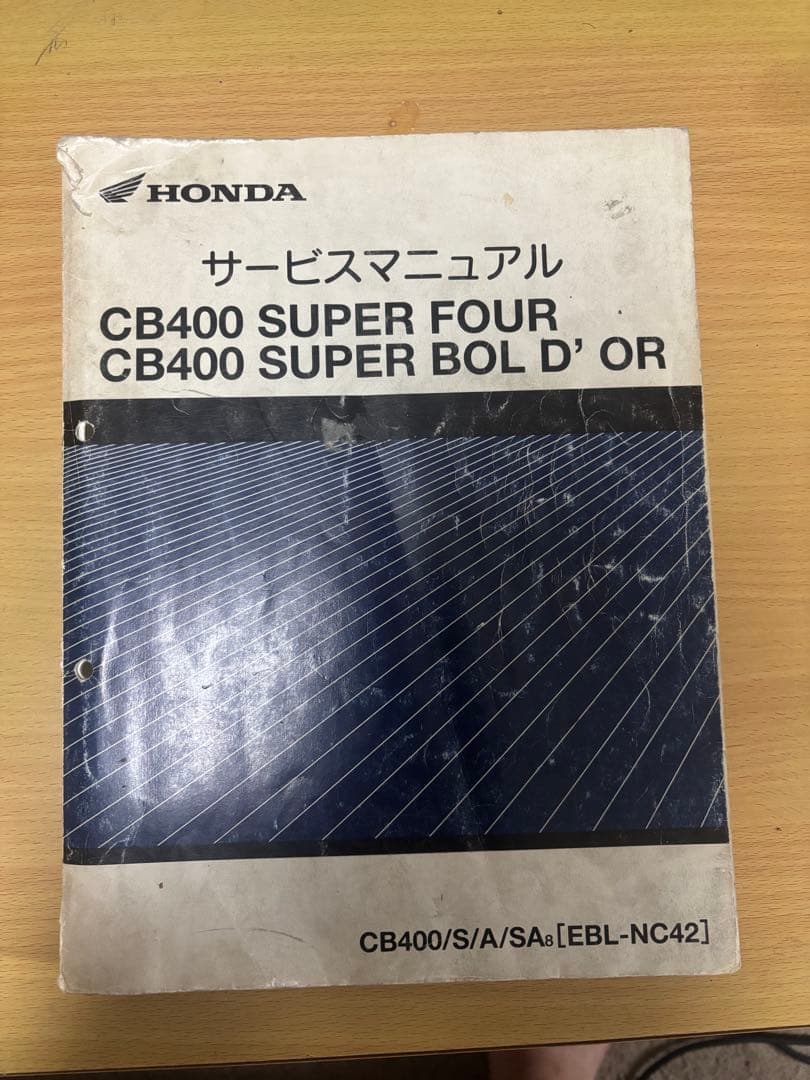 HONDA
サービスマニュアル
CB400 SUPER FOUR
CB400 SUPER BOL D' OR
CB400/S/A/SA8[EBL-NC42]